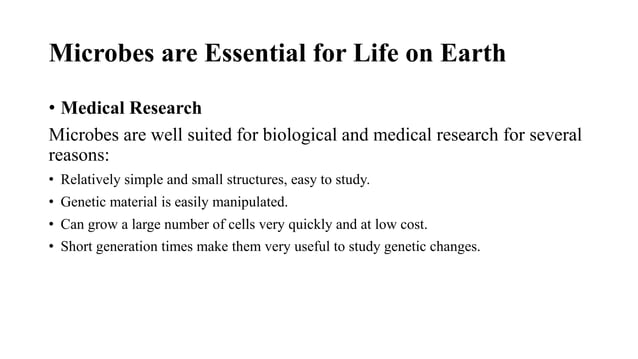 Microbes are Essential for Life on Earth
• Medical Research
Microbes are well suited for biological and medical research for several
reasons:
• Relatively simple and small structures, easy to study.
• Genetic material is easily manipulated.
• Can grow a large number of cells very quickly and at low cost.
• Short generation times make them very useful to study genetic changes.